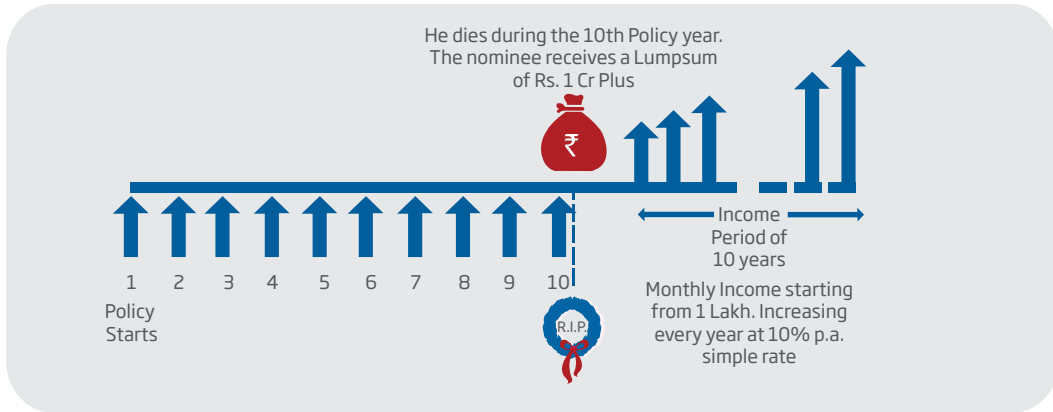 He dies during the 10th Policy year.
The nominee receives a Lumpsum
of Rs. 1 Cr Plus
₹
1 2 3 4 5 6 7 8 9 10
Policy
Starts
R.I.P.
Income
Period of
10 years
Monthly Income starting
from 1 Lakh. Increasing
every year at 10% p.a.
simple rate